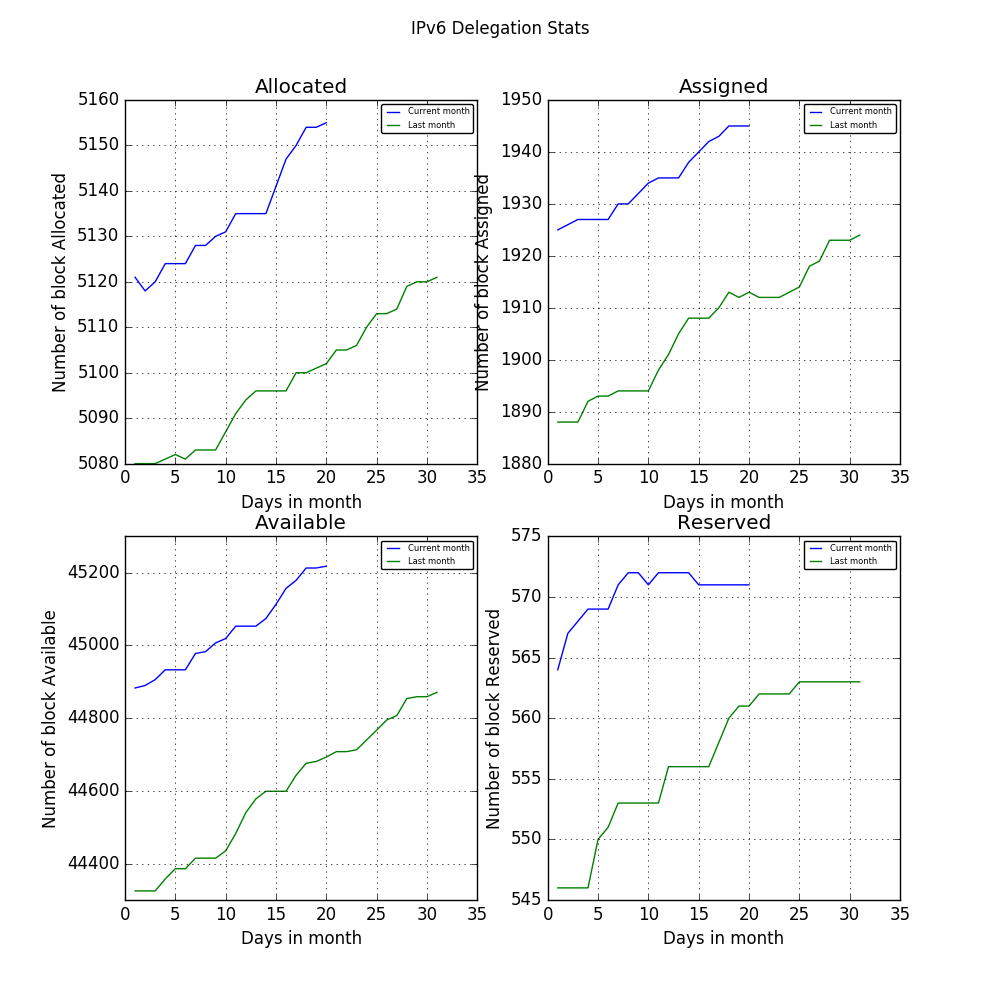 IPv6 Delegation Stats
Allocated
Number of block Allocated
5160
5150
5140
5130
5120
5110
5100
5090
5080
Current month
Last month
0 5 10 15 20 25 30 35
Days in month
Assigned
Number of block Assigned
1950
1940
1930
1920
1910
1900
1890
1880
Current month
Last month
0 5 10 15 20 25 30 35
Days in month
Available
Number of block Available
45200
45000
44800
44600
44400
Current month
Last month
0 5 10 15 20 25 30 35
Days in month
Reserved
Number of block Reserved
575
570
565
560
555
550
545
Current month
Last month
0 5 10 15 20 25 30 35
Days in month